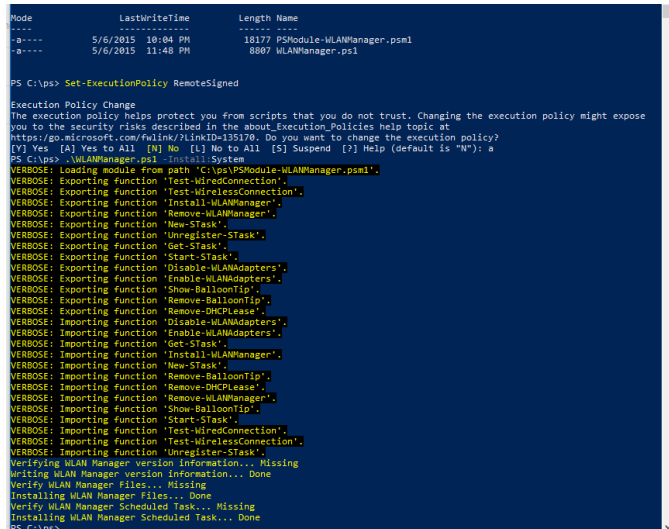 Mode LastWriteTime Length Name
---- ------------- ------ ----
-a---- 5/6/2015 10:04 PM 18177 PSModule-WLANManager.psm1
-a---- 5/6/2015 11:48 PM 8807 WLANManager.ps1
PS C:\ps> Set-ExecutionPolicy RemoteSigned
Execution Policy Change
The execution policy helps protect you from scripts that you do not trust. Changing the execution policy might expose
you to the security risks described in the about_Execution_Policies help topic at
https:/go.microsoft.com/fwlink/?LinkID=135170. Do you want to change the execution policy?
[Y] Yes [A] Yes to All [N] No [L] No to All [S] Suspend [?] Help (default is "N"): a
PS C:\ps> .\WLANManager.ps1 -Install:System
VERBOSE: Loading module from path 'C:\ps\PSModule-WLANManager.psm1'.
VERBOSE: Exporting function 'Test-WiredConnection'.
VERBOSE: Exporting function 'Test-WirelessConnection'.
VERBOSE: Exporting function 'Install-WLANManager'.
VERBOSE: Exporting function 'Remove-WLANManager'.
VERBOSE: Exporting function 'New-STask'.
VERBOSE: Exporting function 'Unregister-STask'.
VERBOSE: Exporting function 'Get-STask'.
VERBOSE: Exporting function 'Start-STask'.
VERBOSE: Exporting function 'Disable-WLANAdapters'.
VERBOSE: Exporting function 'Enable-WLANAdapters'.
VERBOSE: Exporting function 'Show-BalloonTip'.
VERBOSE: Exporting function 'Remove-BalloonTip'.
VERBOSE: Exporting function 'Remove-DHCPLease'.
VERBOSE: Importing function 'Disable-WLANAdapters'.
VERBOSE: Importing function 'Enable-WLANAdapters'.
VERBOSE: Importing function 'Get-STask'.
VERBOSE: Importing function 'Install-WLANManager'.
VERBOSE: Importing function 'New-STask'.
VERBOSE: Importing function 'Remove-BalloonTip'.
VERBOSE: Importing function 'Remove-DHCPLease'.
VERBOSE: Importing function 'Remove-WLANManager'.
VERBOSE: Importing function 'Show-BalloonTip'.
VERBOSE: Importing function 'Start-STask'.
VERBOSE: Importing function 'Test-WiredConnection'.
VERBOSE: Importing function 'Test-WirelessConnection'.
VERBOSE: Importing function 'Unregister-STask'.
Verifying WLAN Manager version information... Missing
Writing WLAN Manager version information... Done
Verify WLAN Manager Files... Missing
Installing WLAN Manager Files... Done
Verify WLAN Manager Scheduled Task... Missing
Installing WLAN Manager Scheduled Task... Done
PS C:\ps>